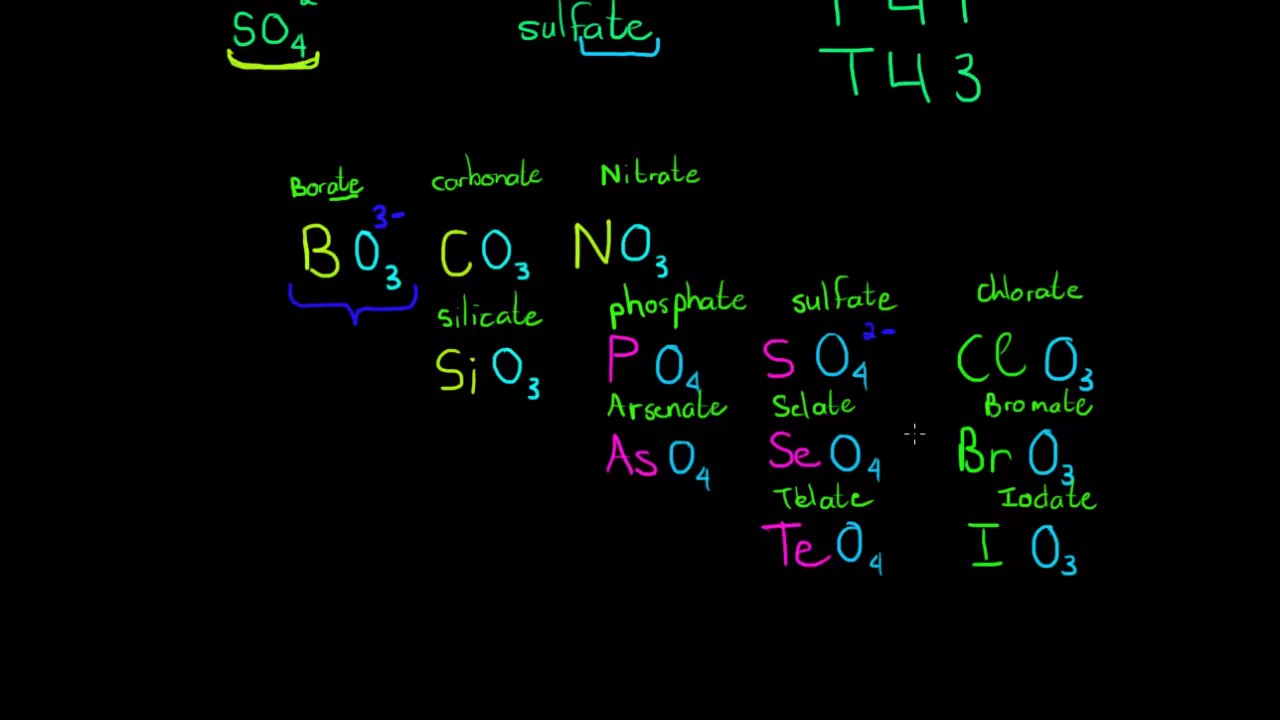 SO4 sulfate
T43
Borate carbonate Nitrate
BO3 3- CO3 NO3
silicate phosphate sulfate chlorate
SiO3 PO4 SO4 2- ClO3
Arsenate Selate Bromate
AsO4 SeO4 BrO3
Telate Iodate
TeO4 IO3